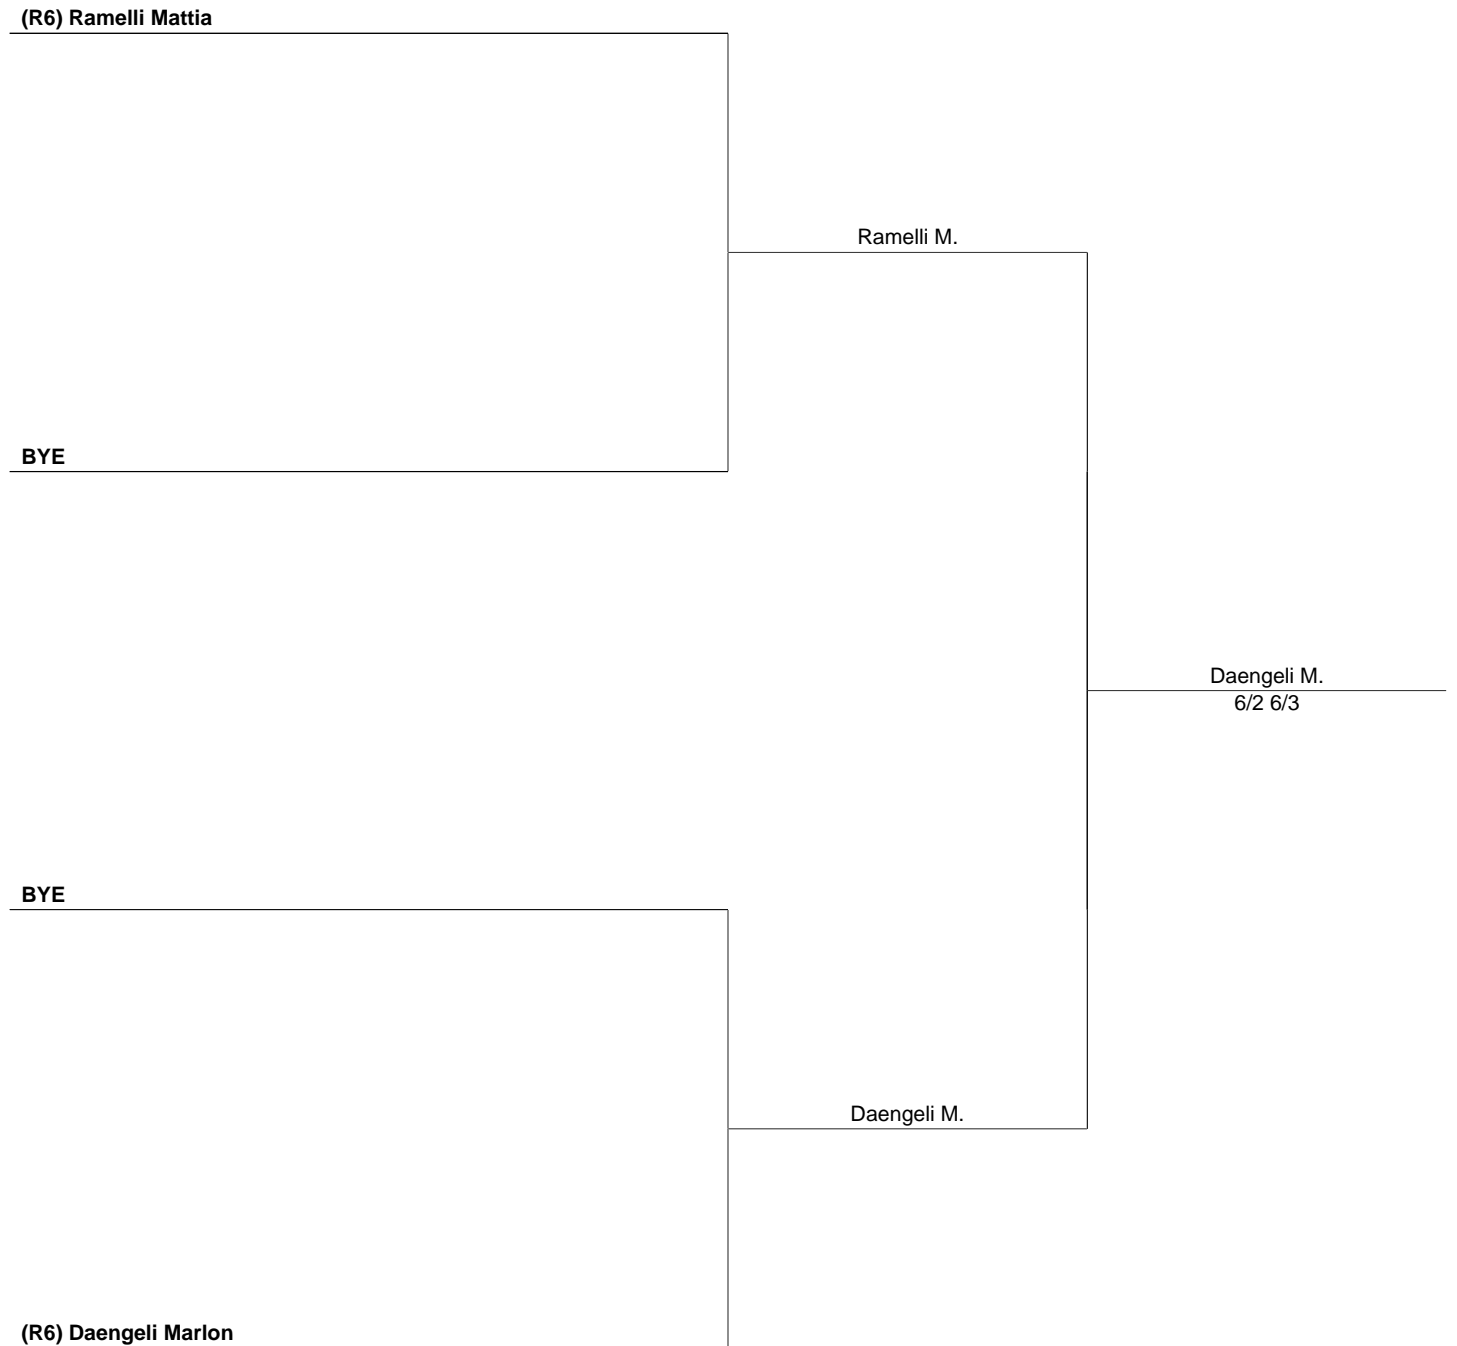 (R6) Ramelli Mattia
Ramelli M.
BYE
Daengeli M.
6/2 6/3
BYE
Daengeli M.
(R6) Daengeli Marlon